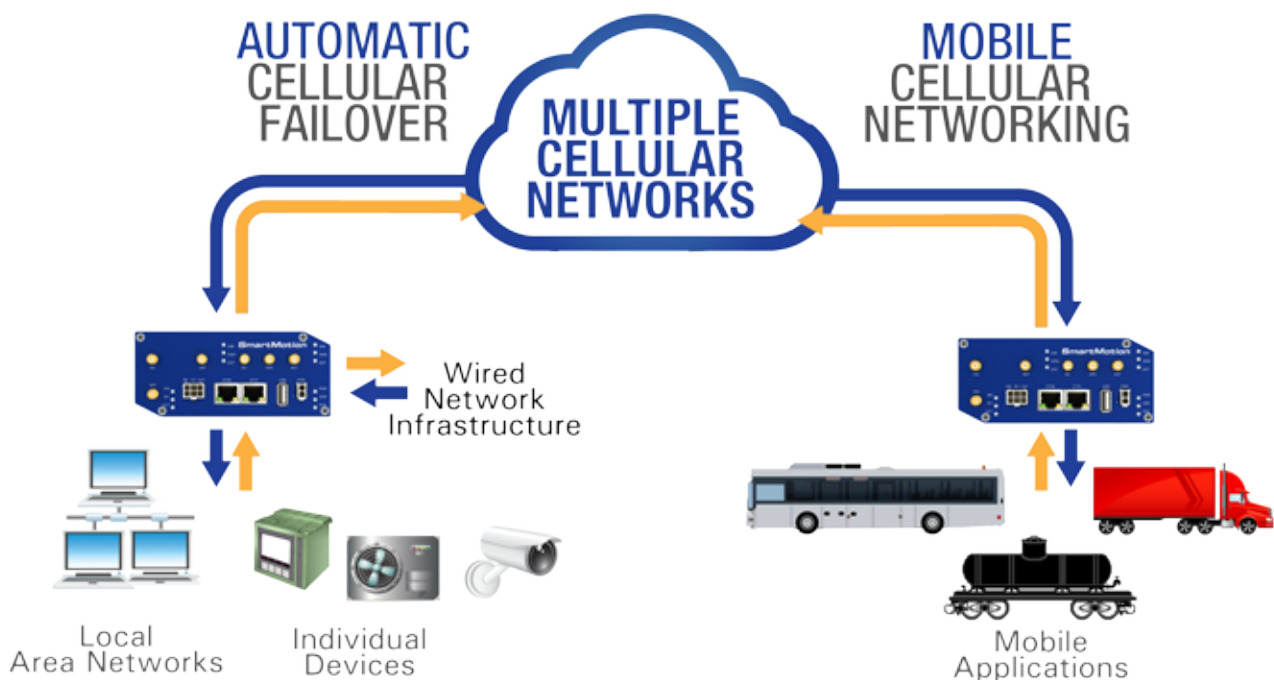 AUTOMATIC
CELLULAR
FAILOVER
MULTIPLE
CELLULAR
NETWORKS
MOBILE
CELLULAR
NETWORKING
SmartMotion
Wired
Network
Infrastructure
SmartMotion
Local
Area Networks
Individual
Devices
Mobile
Applications